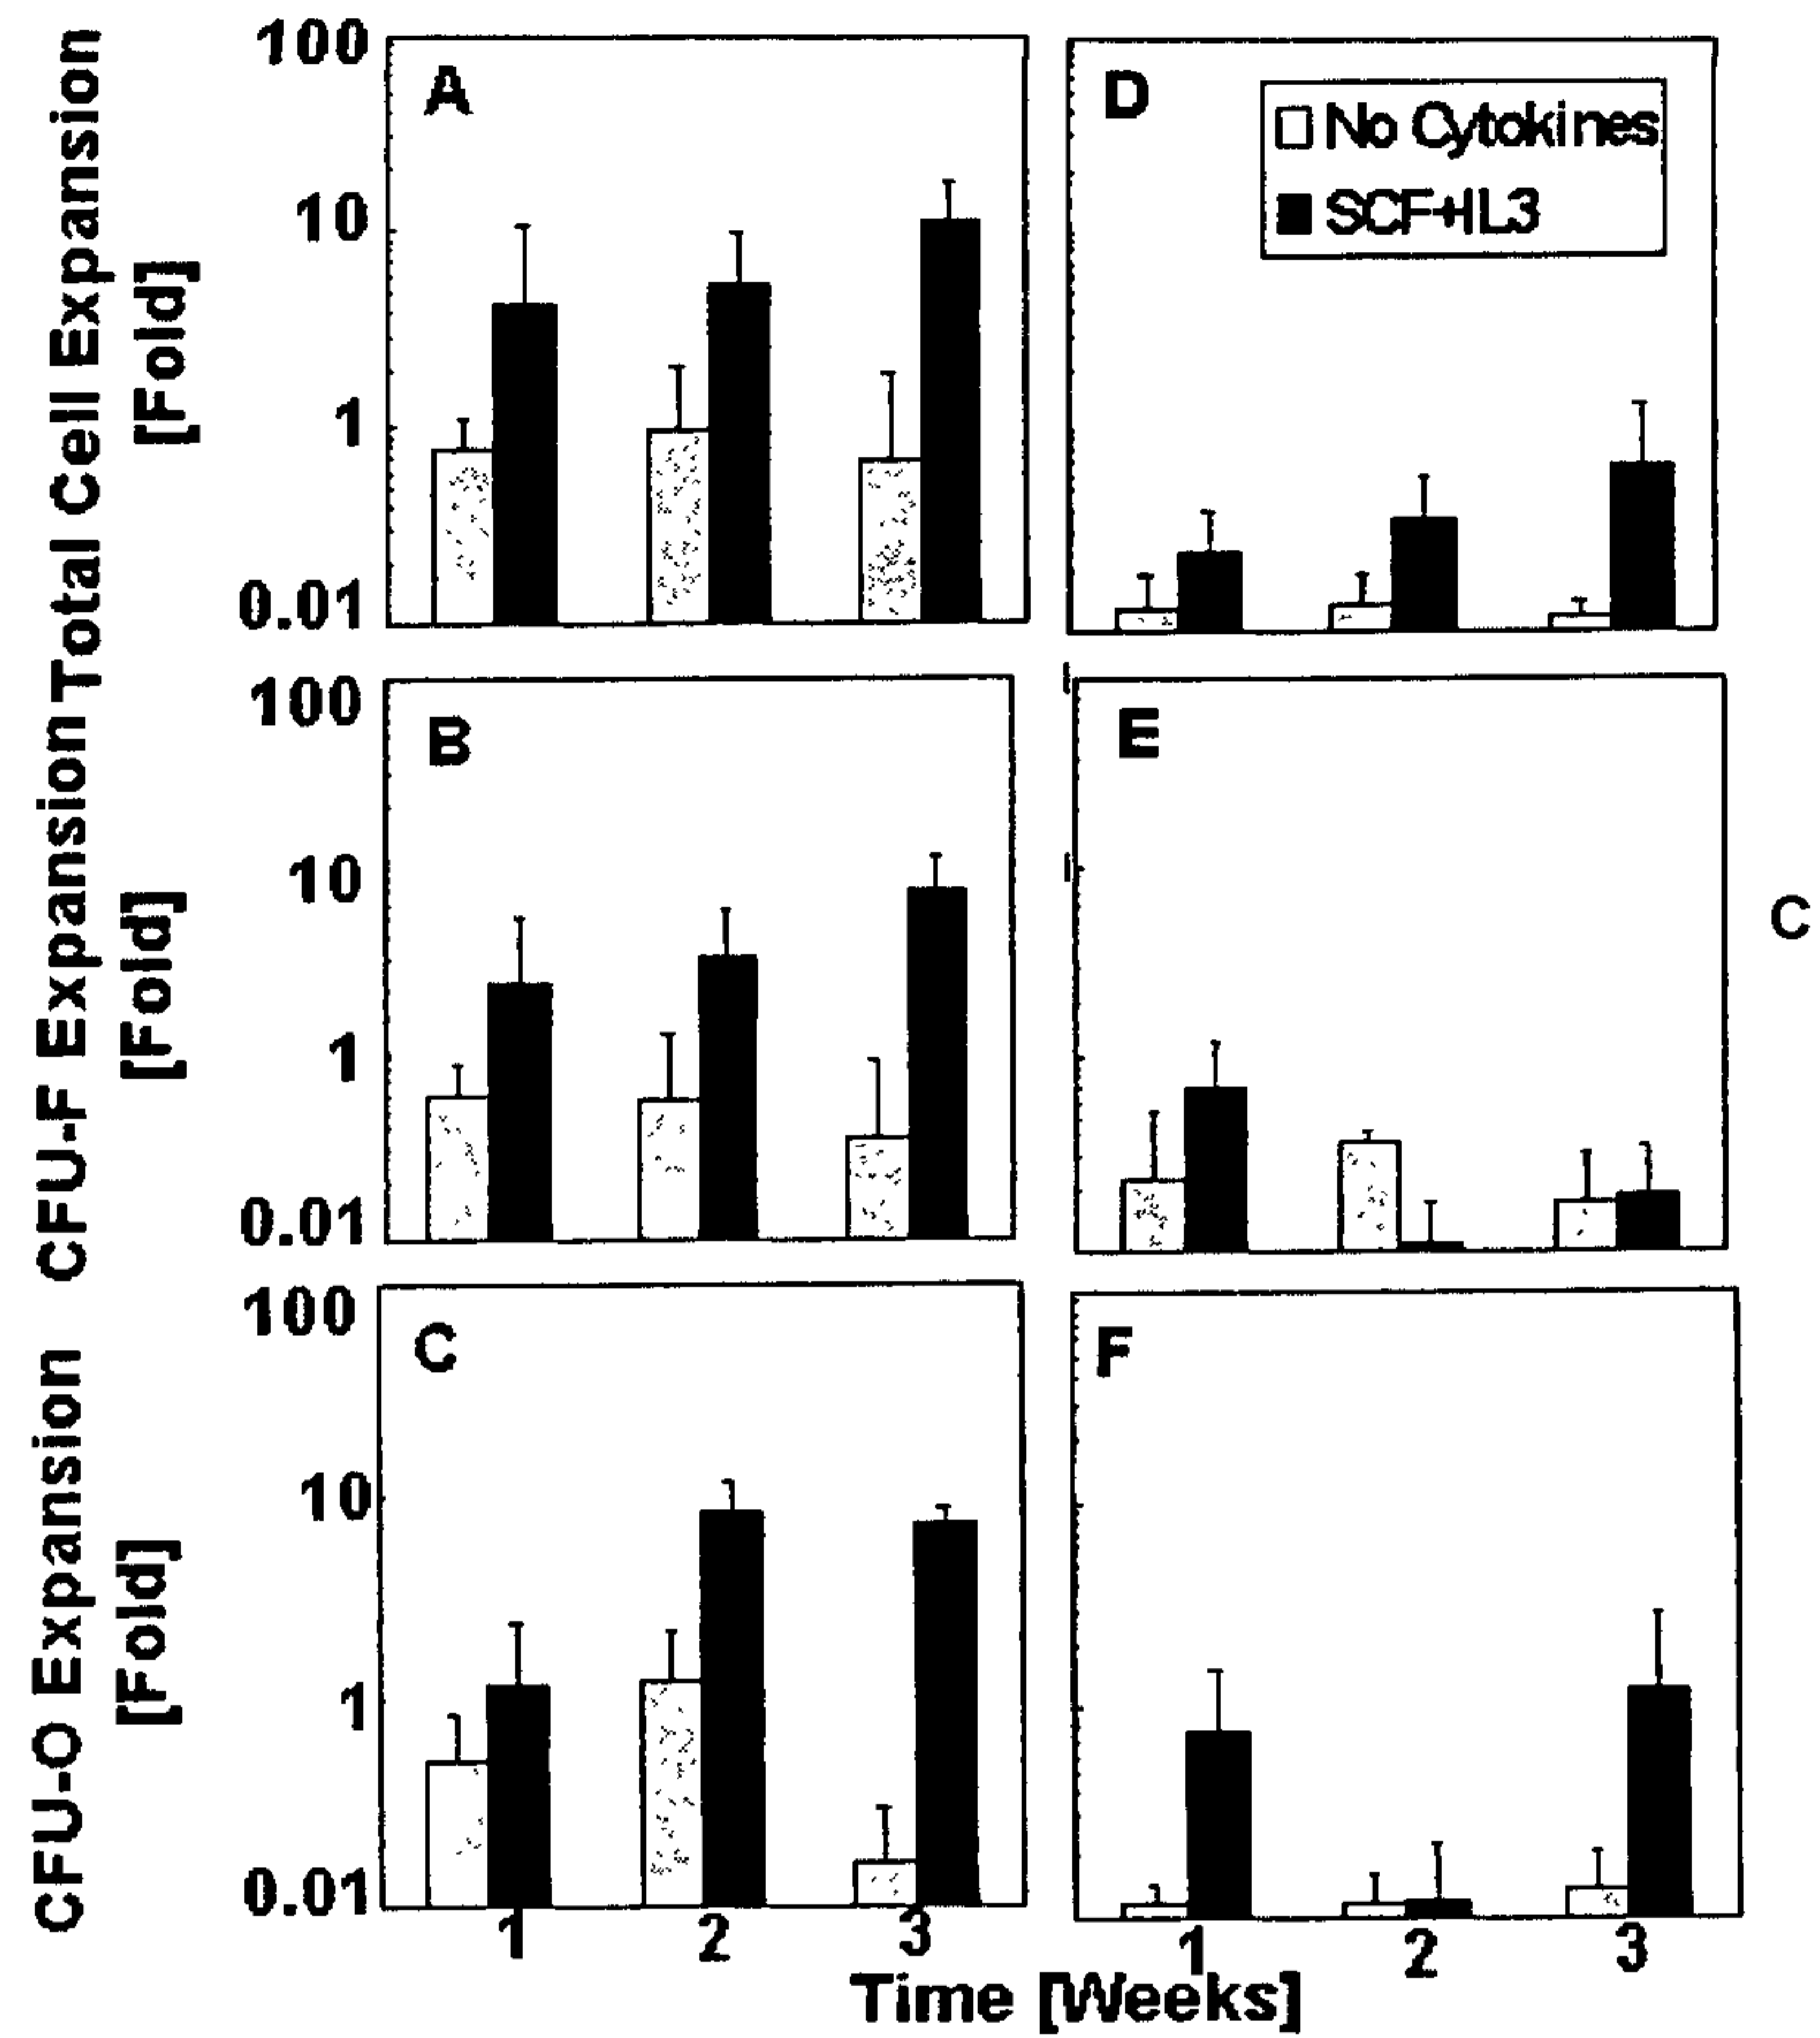 Total Cell Expansion
[Fold]
100
10
1
0.01
A
D
No Cytokines
SCF+IL3
CFU-F Expansion
[Fold]
100
10
1
0.01
B
E
C
CFU-O Expansion
[Fold]
100
10
1
0.01
C
F
1 2 3
1 2 3
Time [Weeks]